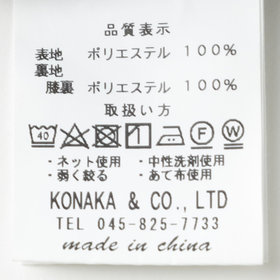 品質表示
表地 ポリエステル 100%
裏地
膝裏 ポリエステル 100%
取扱い方
40 1 F W
・ネット使用 ・中性洗剤使用
・弱く絞る ・あて布使用
KONAKA & CO., LTD
TEL 045-825-7733
made in china